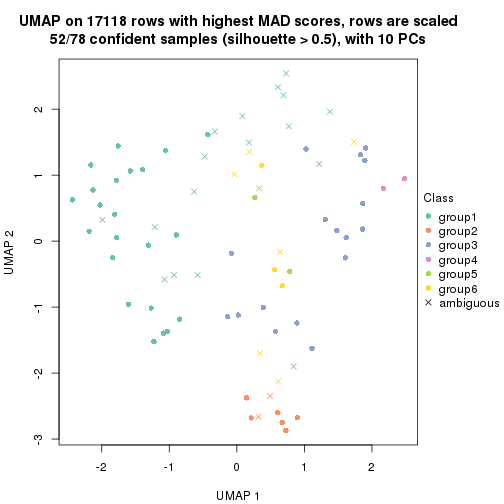 UMAP on 17118 rows with highest MAD scores, rows are scaled
52/78 confident samples (silhouette > 0.5), with 10 PCs
2
1
0
-1
-2
-3
UMAP 2
-2
-1
0
1
2
UMAP 1
Class
group1
group2
group3
group4
group5
group6
ambiguous